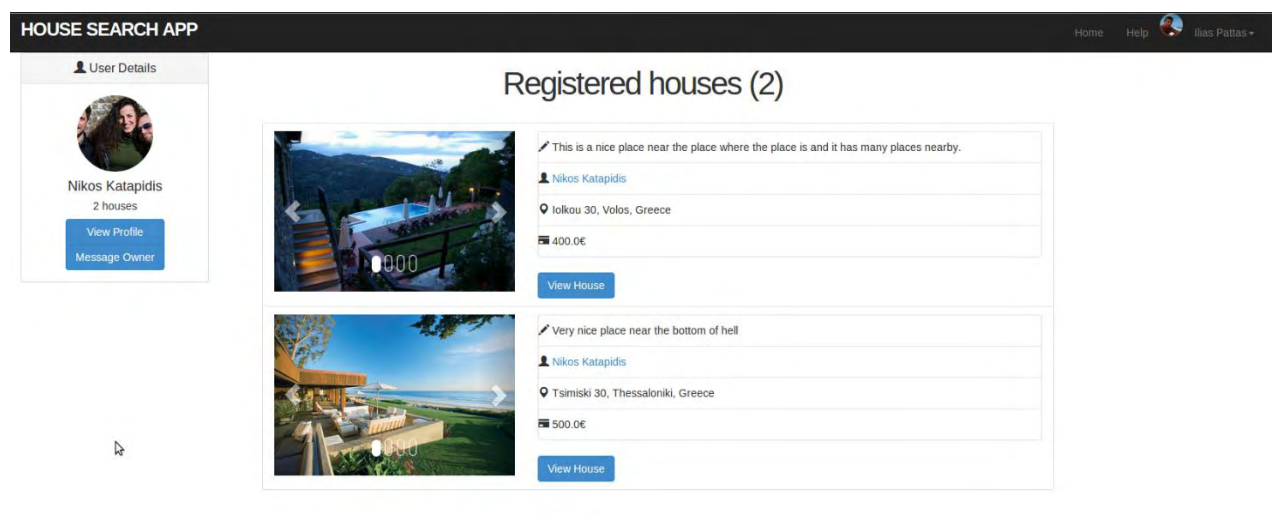 HOUSE SEARCH APP
Home Help Ilias Pattas
User Details
Nikos Katapidis
2 houses
View Profile
Message Owner
Registered houses (2)
This is a nice place near the place where the place is and it has many places nearby.
Nikos Katapidis
Iolkou 30, Volos, Greece
400.0€
View House
Very nice place near the bottom of hell
Nikos Katapidis
Tsimiski 30, Thessaloniki, Greece
500.0€
View House